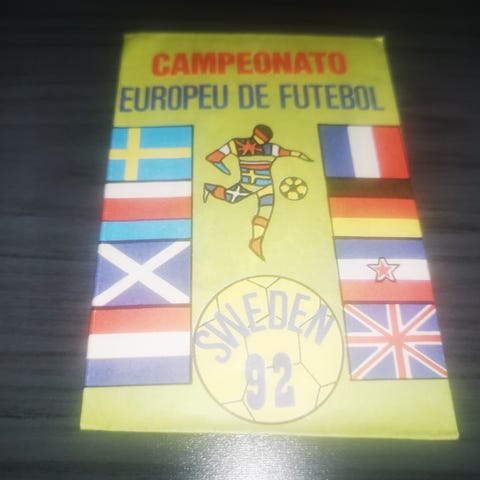 CAMPEONATO
EUROPEU DE FUTEBOL
SWEDEN
92